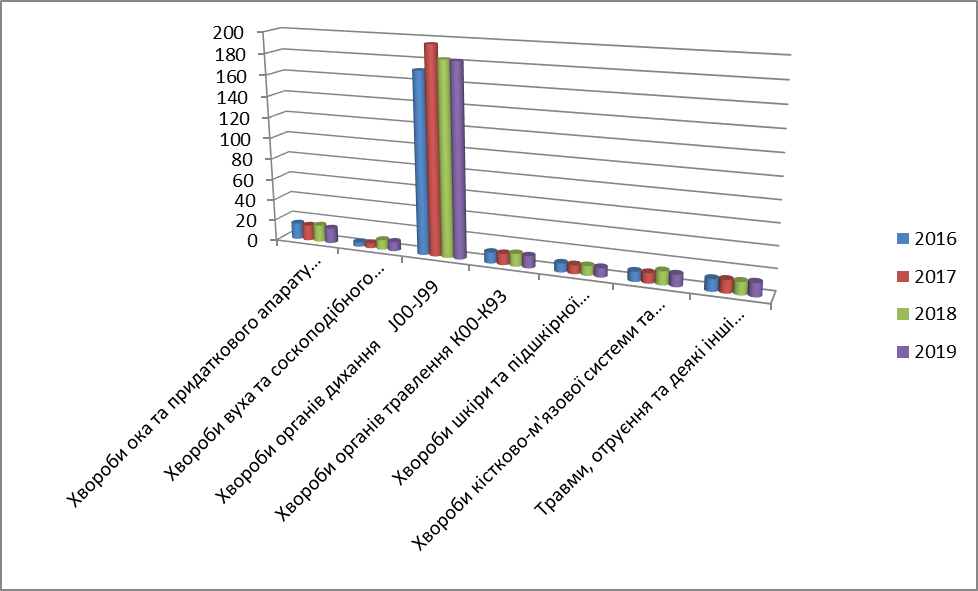 200
180
160
140
120
100
80
60
40
20
0
Хвороби ока та придаткового апарату...
Хвороби вуха та соскоподібного...
Хвороби органів дихання J00-J99
Хвороби органів травлення К00-К93
Хвороби шкіри та підшкірної...
Хвороби кістково-м'язової системи та...
Травми, отруєння та деякі інші...
2016
2017
2018
2019